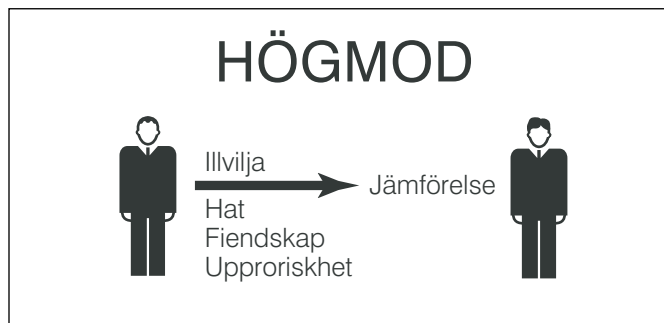 HÖGMOD
Illvilja
Jämförelse
Hat
Fiendskap
Upproriskhet